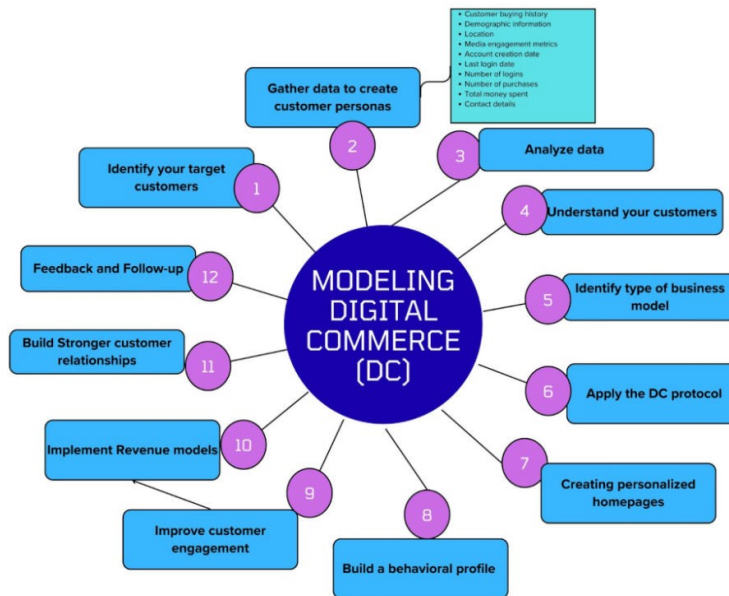 MODELING
DIGITAL
COMMERCE
(DC)
1
Identify your target
customers
2
Gather data to create
customer personas
• Customer buying history
• Demographic information
• Location
• Media engagement metrics
• Account creation date
• Last login date
• Number of logins
• Number of purchases
• Total money spent
• Contact details
3
Analyze data
4
Understand your customers
5
Identify type of business
model
6
Apply the DC protocol
7
Creating personalized
homepages
8
Build a behavioral profile
9
Improve customer
engagement
10
Implement Revenue models
11
Build Stronger customer
relationships
12
Feedback and Follow-up